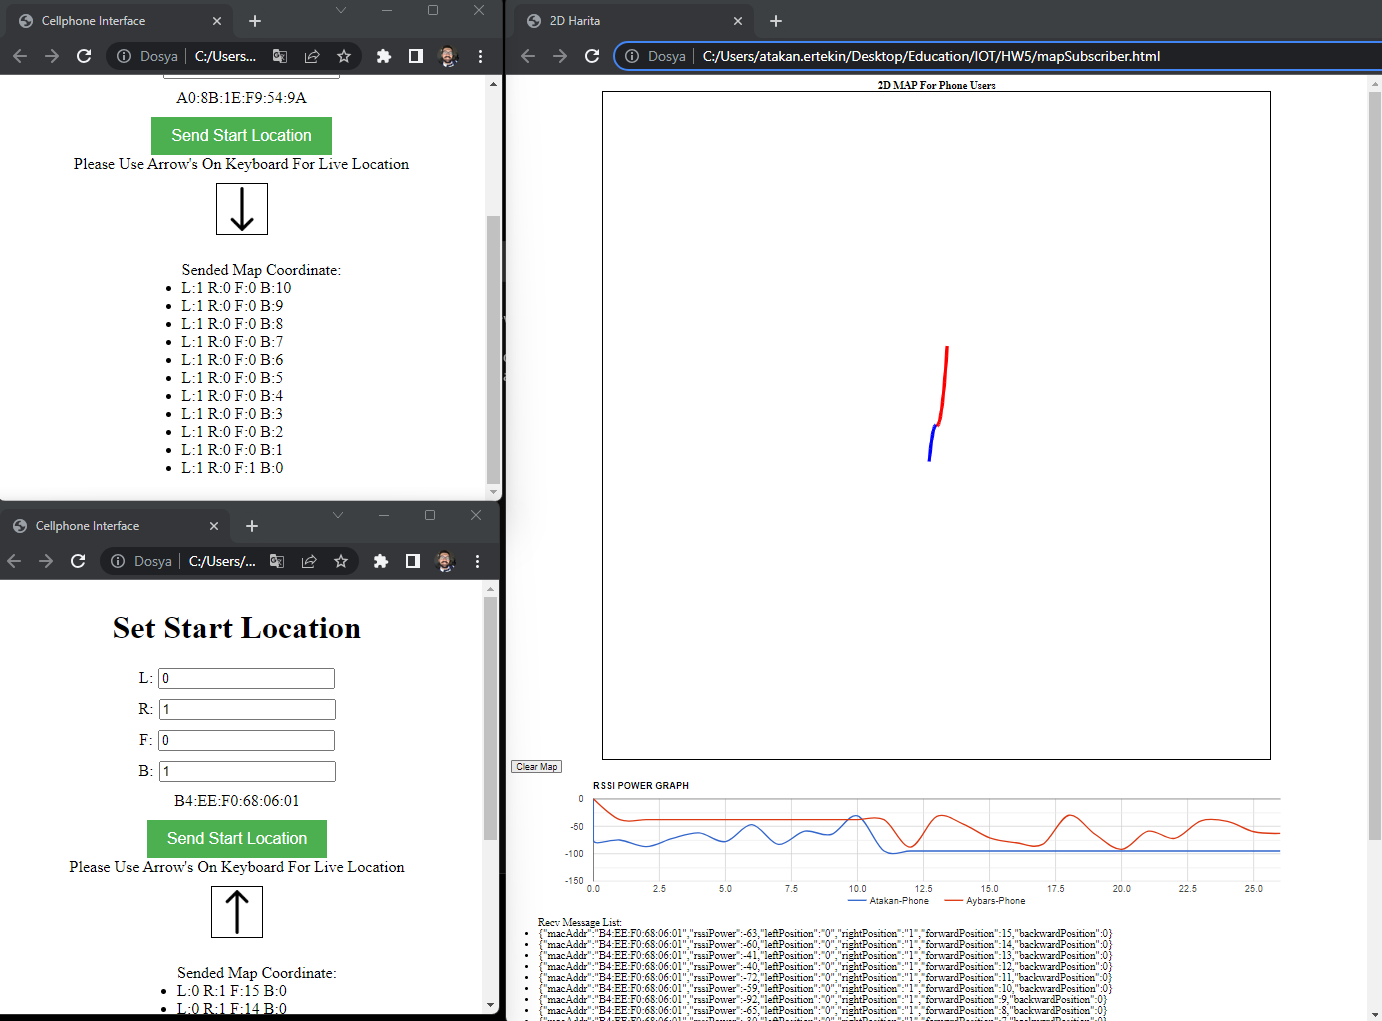 Cellphone Interface
Dosya
C:/Users...
A0:8B:1E:F9:54:9A
Send Start Location
Please Use Arrow's On Keyboard For Live Location
Sended Map Coordinate:
L:1 R:0 F:0 B:10
L:1 R:0 F:0 B:9
L:1 R:0 F:0 B:8
L:1 R:0 F:0 B:7
L:1 R:0 F:0 B:6
L:1 R:0 F:0 B:5
L:1 R:0 F:0 B:4
L:1 R:0 F:0 B:3
L:1 R:0 F:0 B:2
L:1 R:0 F:0 B:1
L:1 R:0 F:1 B:0
Cellphone Interface
Dosya
C:/Users/...
Set Start Location
L: 0
R: 1
F: 0
B: 1
B4:EE:F0:68:06:01
Send Start Location
Please Use Arrow's On Keyboard For Live Location
Sended Map Coordinate:
L:0 R:1 F:15 B:0
L:0 R:1 F:14 B:0
2D Harita
Dosya
C:/Users/atakan.ertekin/Desktop/Education/IOT/HW5/mapSubscriber.html
2D MAP For Phone Users
Clear Map
RSSI POWER GRAPH
0
-50
-100
-150
0.0 2.5 5.0 7.5 10.0 12.5 15.0 17.5 20.0 22.5 25.0
Atakan-Phone Aybars-Phone
Recv Message List:
{"macAddr":"B4:EE:F0:68:06:01","rssiPower":-63,"leftPosition":"0","rightPosition":"1","forwardPosition":15,"backwardPosition":0}
{"macAddr":"B4:EE:F0:68:06:01","rssiPower":-60,"leftPosition":"0","rightPosition":"1","forwardPosition":14,"backwardPosition":0}
{"macAddr":"B4:EE:F0:68:06:01","rssiPower":-41,"leftPosition":"0","rightPosition":"1","forwardPosition":13,"backwardPosition":0}
{"macAddr":"B4:EE:F0:68:06:01","rssiPower":-40,"leftPosition":"0","rightPosition":"1","forwardPosition":12,"backwardPosition":0}
{"macAddr":"B4:EE:F0:68:06:01","rssiPower":-72,"leftPosition":"0","rightPosition":"1","forwardPosition":11,"backwardPosition":0}
{"macAddr":"B4:EE:F0:68:06:01","rssiPower":-59,"leftPosition":"0","rightPosition":"1","forwardPosition":10,"backwardPosition":0}
{"macAddr":"B4:EE:F0:68:06:01","rssiPower":-92,"leftPosition":"0","rightPosition":"1","forwardPosition":9,"backwardPosition":0}
{"macAddr":"B4:EE:F0:68:06:01","rssiPower":-65,"leftPosition":"0","rightPosition":"1","forwardPosition":8,"backwardPosition":0}